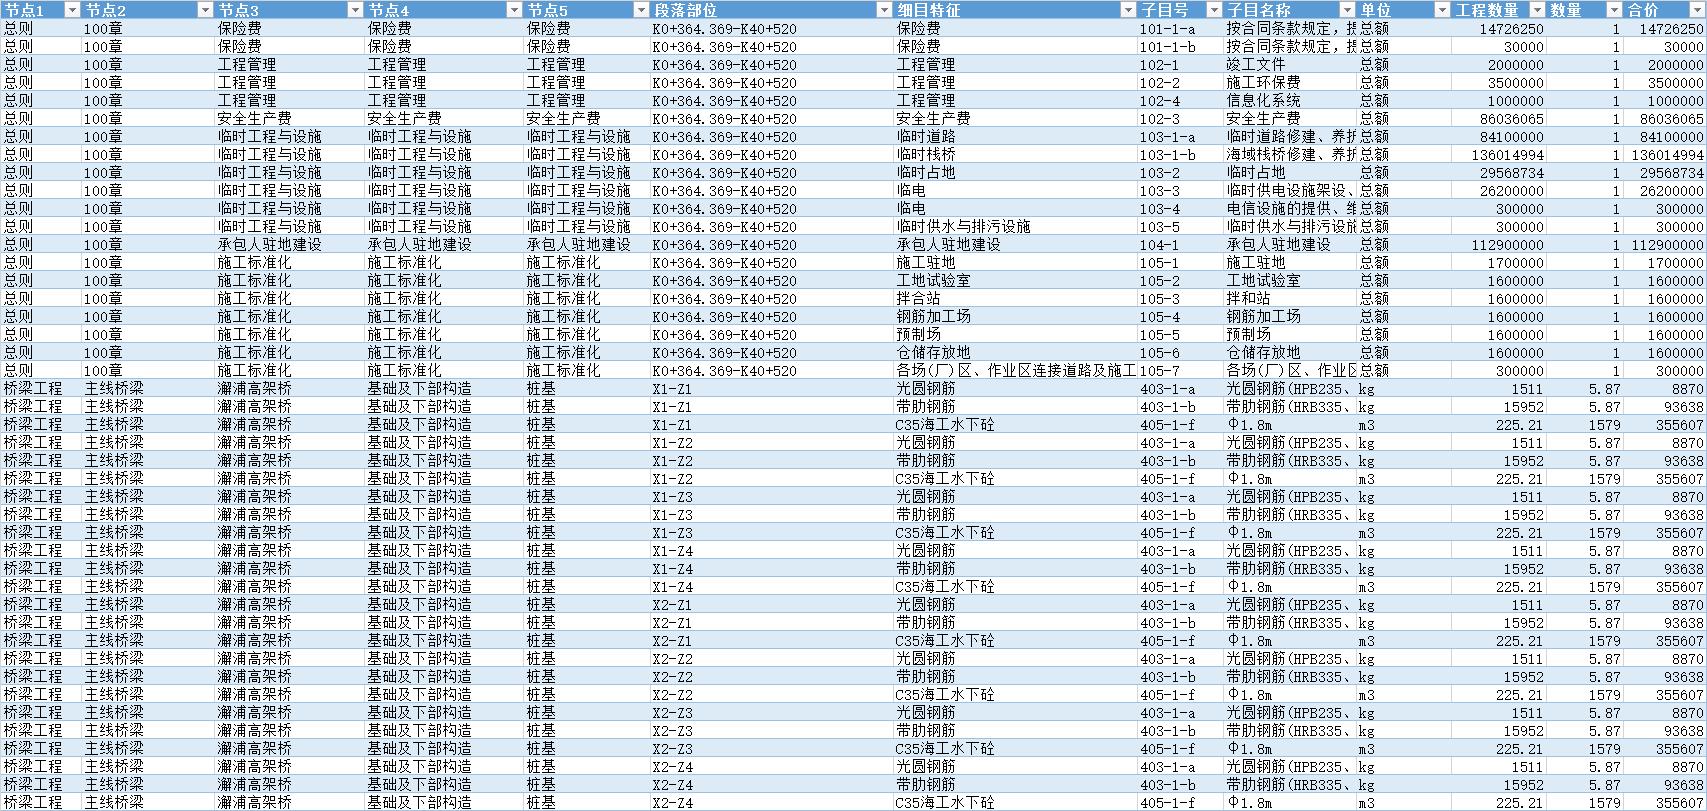 节点1 节点2 节点3 节点4 节点5 段落部位 细目特征 子目号 子目名称 单位 工程数量 数量 合价
总则 100章 保险费 保险费 保险费 K0+364.369-K40+520 保险费 101-1-a 按合同条款规定， 总额 14726250 1 14726250
总则 100章 保险费 保险费 保险费 K0+364.369-K40+520 保险费 101-1-b 按合同条款规定， 总额 30000 1 30000
总则 100章 工程管理 工程管理 工程管理 K0+364.369-K40+520 工程管理 102-1 竣工文件 总额 2000000 1 2000000
总则 100章 工程管理 工程管理 工程管理 K0+364.369-K40+520 工程管理 102-2 施工环保费 总额 3500000 1 3500000
总则 100章 工程管理 工程管理 工程管理 K0+364.369-K40+520 工程管理 102-4 信息化系统 总额 1000000 1 1000000
总则 100章 安全生产费 安全生产费 安全生产费 K0+364.369-K40+520 安全生产费 102-3 安全生产费 总额 86036065 1 86036065
总则 100章 临时工程与设施 临时工程与设施 临时工程与设施 K0+364.369-K40+520 临时道路 103-1-a 临时道路修建、养护 总额 84100000 1 84100000
总则 100章 临时工程与设施 临时工程与设施 临时工程与设施 K0+364.369-K40+520 临时栈桥 103-1-b 海域栈桥修建、养护 总额 136014994 1 136014994
总则 100章 临时工程与设施 临时工程与设施 临时工程与设施 K0+364.369-K40+520 临时占地 103-2 临时占地 总额 29568734 1 29568734
总则 100章 临时工程与设施 临时工程与设施 临时工程与设施 K0+364.369-K40+520 临电 103-3 临时供电设施架设、 总额 26200000 1 26200000
总则 100章 临时工程与设施 临时工程与设施 临时工程与设施 K0+364.369-K40+520 临电 103-4 电信设施的提供、维 总额 300000 1 300000
总则 100章 临时工程与设施 临时工程与设施 临时工程与设施 K0+364.369-K40+520 临时供水与排污设施 103-5 临时供水与排污设施 总额 300000 1 300000
总则 100章 承包人驻地建设 承包人驻地建设 承包人驻地建设 K0+364.369-K40+520 承包人驻地建设 104-1 承包人驻地建设 总额 112900000 1 112900000
总则 100章 施工标准化 施工标准化 施工标准化 K0+364.369-K40+520 施工驻地 105-1 施工驻地 总额 1700000 1 1700000
总则 100章 施工标准化 施工标准化 施工标准化 K0+364.369-K40+520 工地试验室 105-2 工地试验室 总额 1600000 1 1600000
总则 100章 施工标准化 施工标准化 施工标准化 K0+364.369-K40+520 拌合站 105-3 拌和站 总额 1600000 1 1600000
总则 100章 施工标准化 施工标准化 施工标准化 K0+364.369-K40+520 钢筋加工场 105-4 钢筋加工场 总额 1600000 1 1600000
总则 100章 施工标准化 施工标准化 施工标准化 K0+364.369-K40+520 预制场 105-5 预制场 总额 1600000 1 1600000
总则 100章 施工标准化 施工标准化 施工标准化 K0+364.369-K40+520 仓储存放地 105-6 仓储存放地 总额 1600000 1 1600000
总则 100章 施工标准化 施工标准化 施工标准化 K0+364.369-K40+520 各场(厂)区、作业区连接道路及施工 105-7 各场(厂)区、作业区 总额 300000 1 300000
桥梁工程 主线桥梁 澥浦高架桥 基础及下部构造 桩基 X1-Z1 光圆钢筋 403-1-a 光圆钢筋(HPB235、 kg 1511 5.87 8870
桥梁工程 主线桥梁 澥浦高架桥 基础及下部构造 桩基 X1-Z1 带肋钢筋 403-1-b 带肋钢筋(HRB335、 kg 15952 5.87 93638
桥梁工程 主线桥梁 澥浦高架桥 基础及下部构造 桩基 X1-Z1 C35海工水下砼 405-1-f Φ1.8m m3 225.21 1579 355607
桥梁工程 主线桥梁 澥浦高架桥 基础及下部构造 桩基 X1-Z2 光圆钢筋 403-1-a 光圆钢筋(HPB235、 kg 1511 5.87 8870
桥梁工程 主线桥梁 澥浦高架桥 基础及下部构造 桩基 X1-Z2 带肋钢筋 403-1-b 带肋钢筋(HRB335、 kg 15952 5.87 93638
桥梁工程 主线桥梁 澥浦高架桥 基础及下部构造 桩基 X1-Z2 C35海工水下砼 405-1-f Φ1.8m m3 225.21 1579 355607
桥梁工程 主线桥梁 澥浦高架桥 基础及下部构造 桩基 X1-Z3 光圆钢筋 403-1-a 光圆钢筋(HPB235、 kg 1511 5.87 8870
桥梁工程 主线桥梁 澥浦高架桥 基础及下部构造 桩基 X1-Z3 带肋钢筋 403-1-b 带肋钢筋(HRB335、 kg 15952 5.87 93638
桥梁工程 主线桥梁 澥浦高架桥 基础及下部构造 桩基 X1-Z3 C35海工水下砼 405-1-f Φ1.8m m3 225.21 1579 355607
桥梁工程 主线桥梁 澥浦高架桥 基础及下部构造 桩基 X1-Z4 光圆钢筋 403-1-a 光圆钢筋(HPB235、 kg 1511 5.87 8870
桥梁工程 主线桥梁 澥浦高架桥 基础及下部构造 桩基 X1-Z4 带肋钢筋 403-1-b 带肋钢筋(HRB335、 kg 15952 5.87 93638
桥梁工程 主线桥梁 澥浦高架桥 基础及下部构造 桩基 X1-Z4 C35海工水下砼 405-1-f Φ1.8m m3 225.21 1579 355607
桥梁工程 主线桥梁 澥浦高架桥 基础及下部构造 桩基 X2-Z1 光圆钢筋 403-1-a 光圆钢筋(HPB235、 kg 1511 5.87 8870
桥梁工程 主线桥梁 澥浦高架桥 基础及下部构造 桩基 X2-Z1 带肋钢筋 403-1-b 带肋钢筋(HRB335、 kg 15952 5.87 93638
桥梁工程 主线桥梁 澥浦高架桥 基础及下部构造 桩基 X2-Z1 C35海工水下砼 405-1-f Φ1.8m m3 225.21 1579 355607
桥梁工程 主线桥梁 澥浦高架桥 基础及下部构造 桩基 X2-Z2 光圆钢筋 403-1-a 光圆钢筋(HPB235、 kg 1511 5.87 8870
桥梁工程 主线桥梁 澥浦高架桥 基础及下部构造 桩基 X2-Z2 带肋钢筋 403-1-b 带肋钢筋(HRB335、 kg 15952 5.87 93638
桥梁工程 主线桥梁 澥浦高架桥 基础及下部构造 桩基 X2-Z2 C35海工水下砼 405-1-f Φ1.8m m3 225.21 1579 355607
桥梁工程 主线桥梁 澥浦高架桥 基础及下部构造 桩基 X2-Z3 光圆钢筋 403-1-a 光圆钢筋(HPB235、 kg 1511 5.87 8870
桥梁工程 主线桥梁 澥浦高架桥 基础及下部构造 桩基 X2-Z3 带肋钢筋 403-1-b 带肋钢筋(HRB335、 kg 15952 5.87 93638
桥梁工程 主线桥梁 澥浦高架桥 基础及下部构造 桩基 X2-Z3 C35海工水下砼 405-1-f Φ1.8m m3 225.21 1579 355607
桥梁工程 主线桥梁 澥浦高架桥 基础及下部构造 桩基 X2-Z4 光圆钢筋 403-1-a 光圆钢筋(HPB235、 kg 1511 5.87 8870
桥梁工程 主线桥梁 澥浦高架桥 基础及下部构造 桩基 X2-Z4 带肋钢筋 403-1-b 带肋钢筋(HRB335、 kg 15952 5.87 93638
桥梁工程 主线桥梁 澥浦高架桥 基础及下部构造 桩基 X2-Z4 C35海工水下砼 405-1-f Φ1.8m m3 225.21 1579 355607